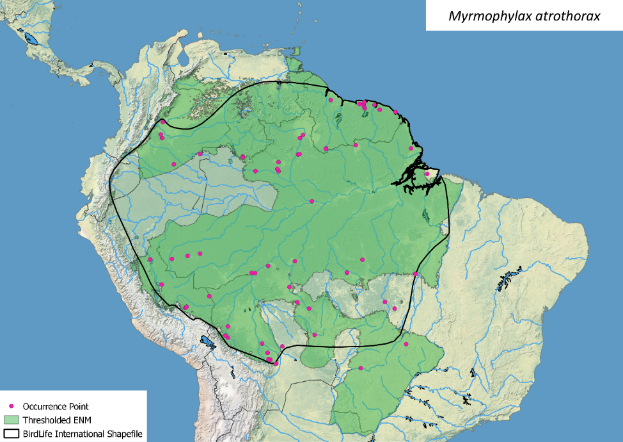 Myrmophylax atrothorax
Occurrence Point
Thresholded ENM
BirdLife International Shapefile